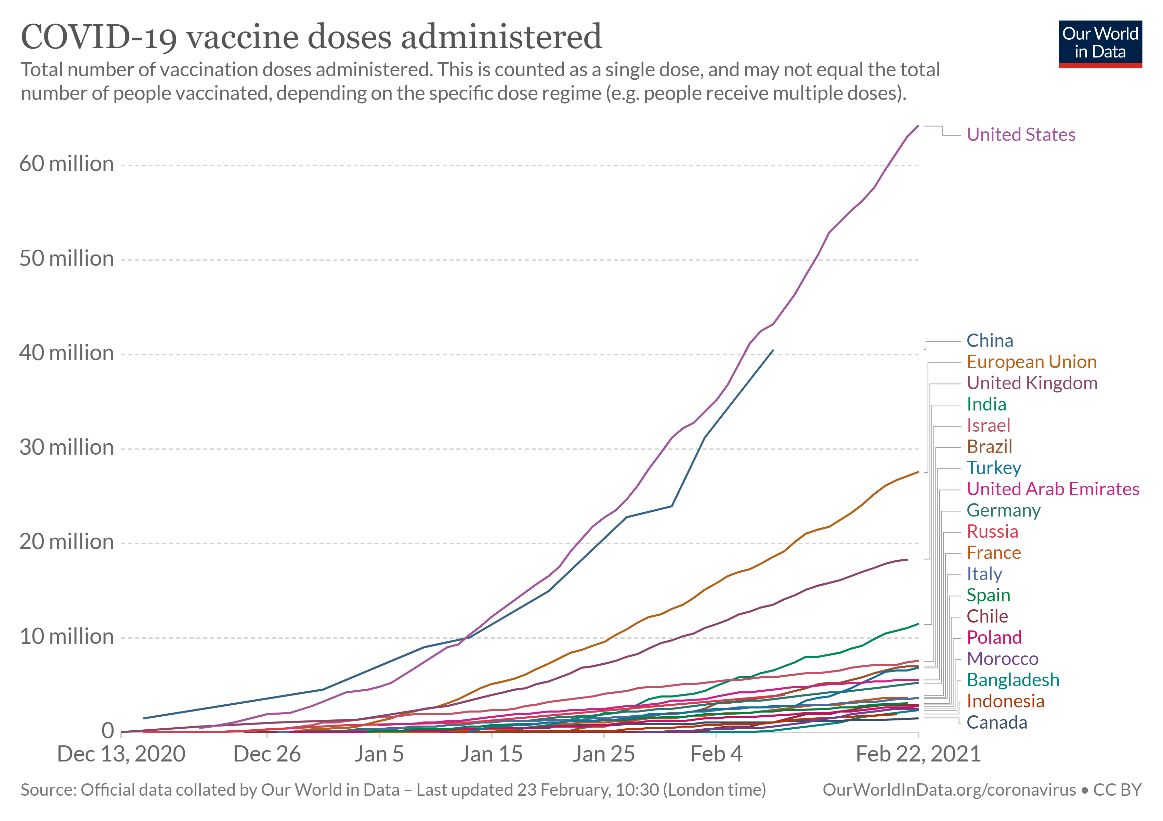 COVID-19 vaccine doses administered
Our World
in Data
Total number of vaccination doses administered. This is counted as a single dose, and may not equal the total
number of people vaccinated, depending on the specific dose regime (e.g. people receive multiple doses).
60 million
50 million
40 million
30 million
20 million
10 million
0
Dec 13, 2020
Dec 26
Jan 5
Jan 15
Jan 25
Feb 4
Feb 22, 2021
United States
China
European Union
United Kingdom
India
Israel
Brazil
Turkey
United Arab Emirates
Germany
Russia
France
Italy
Spain
Chile
Poland
Morocco
Bangladesh
Indonesia
Canada
Source: Official data collated by Our World in Data – Last updated 23 February, 10:30 (London time)
OurWorldInData.org/coronavirus • CC BY